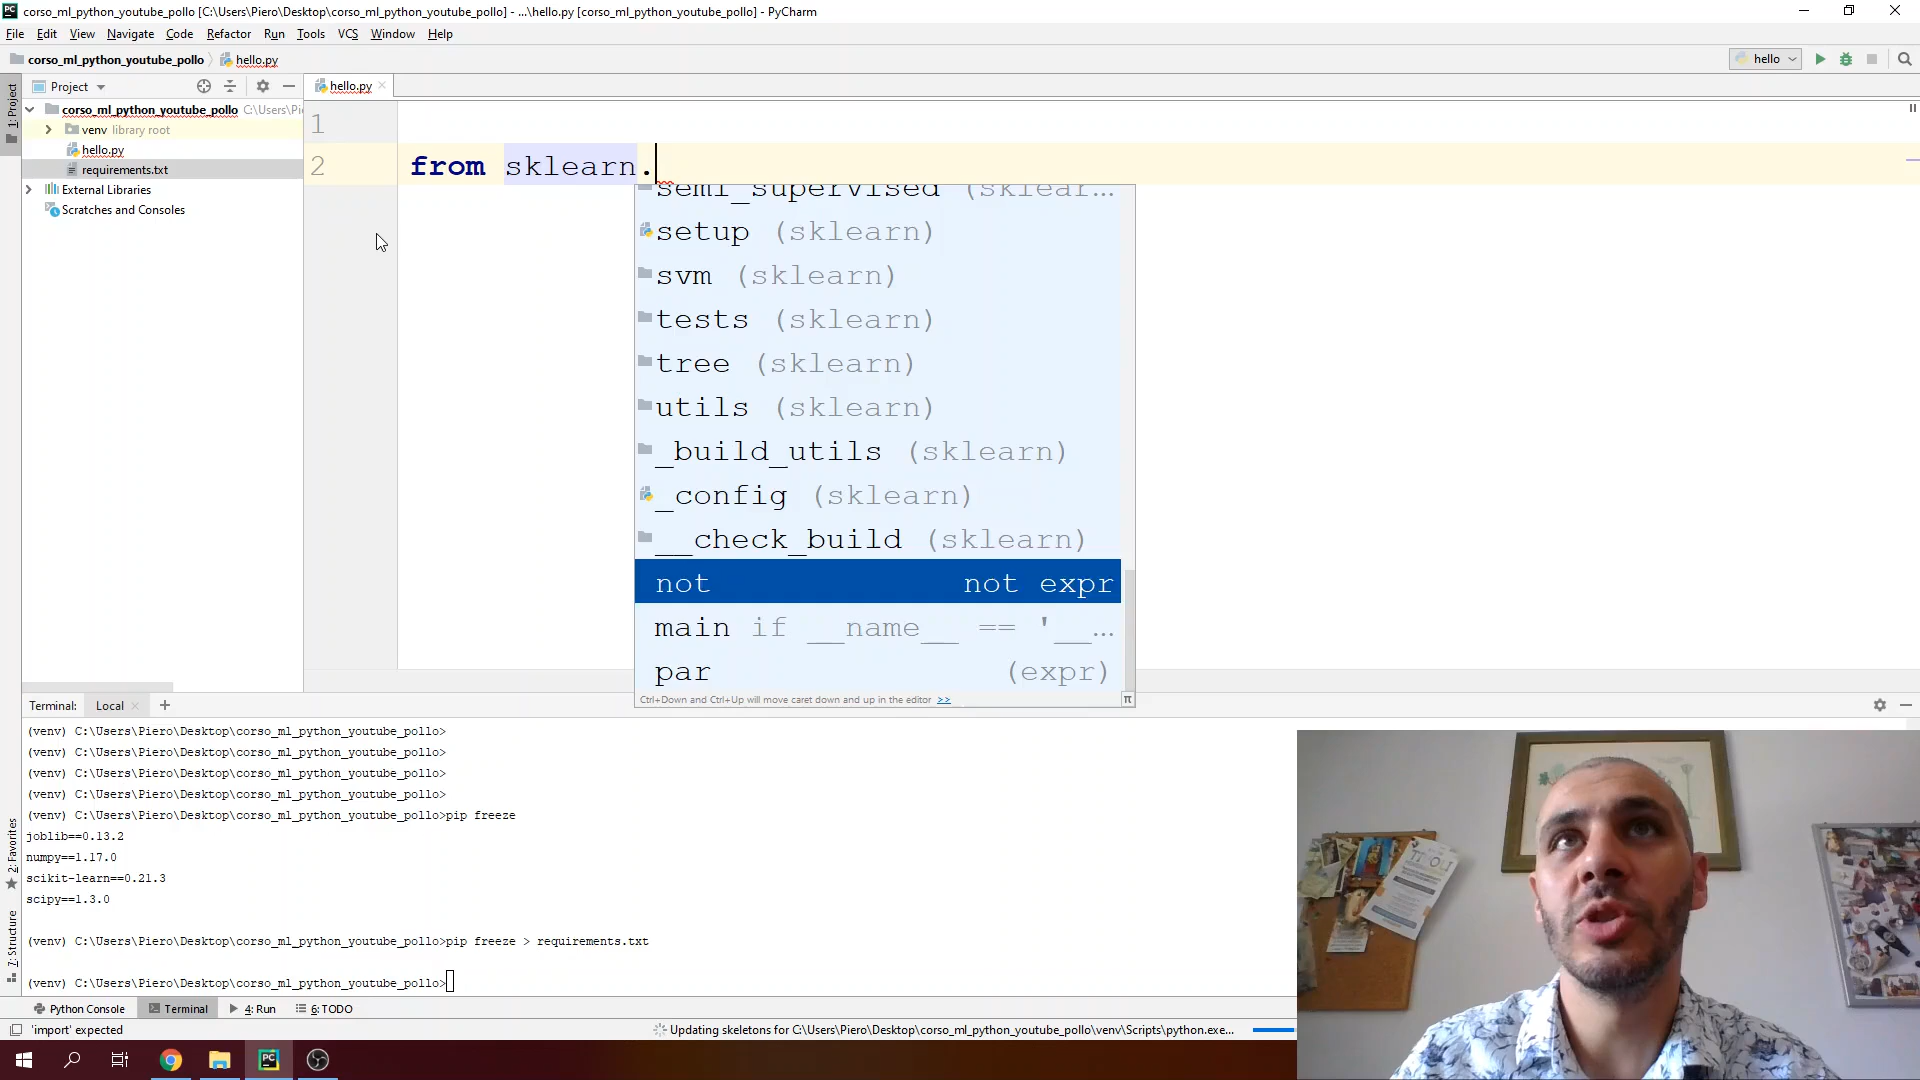 corso_ml_python_youtube_pollo [C:\Users\Piero\Desktop\corso_ml_python_youtube_pollo] - ...\hello.py [corso_ml_python_youtube_pollo] - PyCharm
File Edit View Navigate Code Refactor Run Tools VCS Window Help
corso_ml_python_youtube_pollo hello.py hello
Project hello.py
1: Project
corso_ml_python_youtube_pollo C:\Users\Pi
venv library root
hello.py
requirements.txt
External Libraries
Scratches and Consoles
1
2 from sklearn.
semi_supervised (sklear...
setup (sklearn)
svm (sklearn)
tests (sklearn)
tree (sklearn)
utils (sklearn)
_build_utils (sklearn)
_config (sklearn)
__check_build (sklearn)
not not expr
main if __name__ == '__...
par (expr)
Ctrl+Down and Ctrl+Up will move caret down and up in the editor >> π
Terminal: Local +
(venv) C:\Users\Piero\Desktop\corso_ml_python_youtube_pollo>
(venv) C:\Users\Piero\Desktop\corso_ml_python_youtube_pollo>
(venv) C:\Users\Piero\Desktop\corso_ml_python_youtube_pollo>
(venv) C:\Users\Piero\Desktop\corso_ml_python_youtube_pollo>
(venv) C:\Users\Piero\Desktop\corso_ml_python_youtube_pollo>pip freeze
joblib==0.13.2
numpy==1.17.0
scikit-learn==0.21.3
scipy==1.3.0
(venv) C:\Users\Piero\Desktop\corso_ml_python_youtube_pollo>pip freeze > requirements.txt
(venv) C:\Users\Piero\Desktop\corso_ml_python_youtube_pollo>
2: Favorites
7: Structure
Python Console Terminal 4: Run 6: TODO
'import' expected Updating skeletons for C:\Users\Piero\Desktop\corso_ml_python_youtube_pollo\venv\Scripts\python.exe...